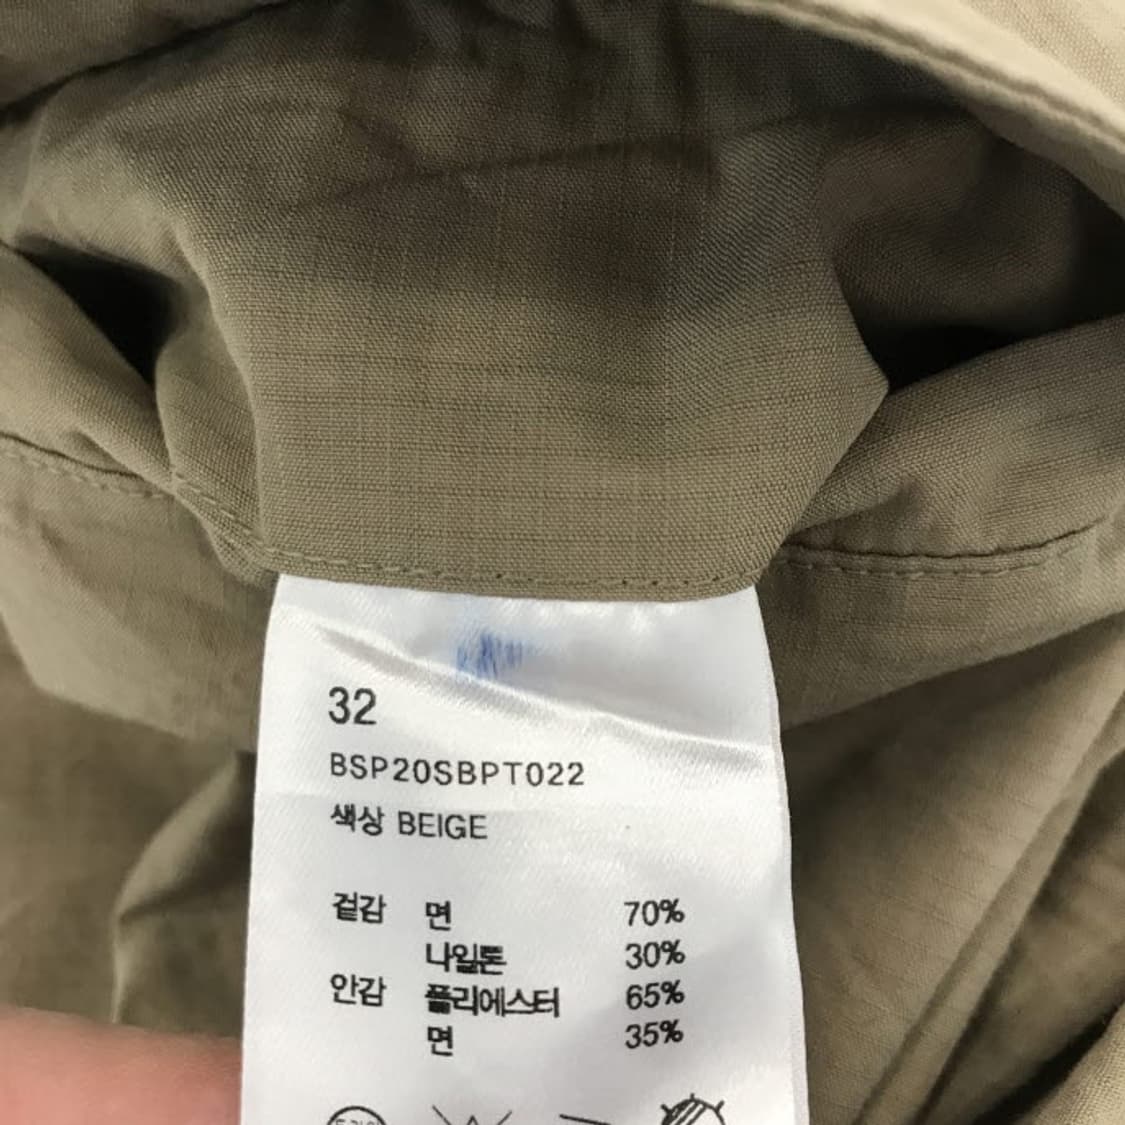 32
BSP20SBPT022
색상 BEIGE
겉감 면 70%
나일론 30%
안감 폴리에스터 65%
면 35%